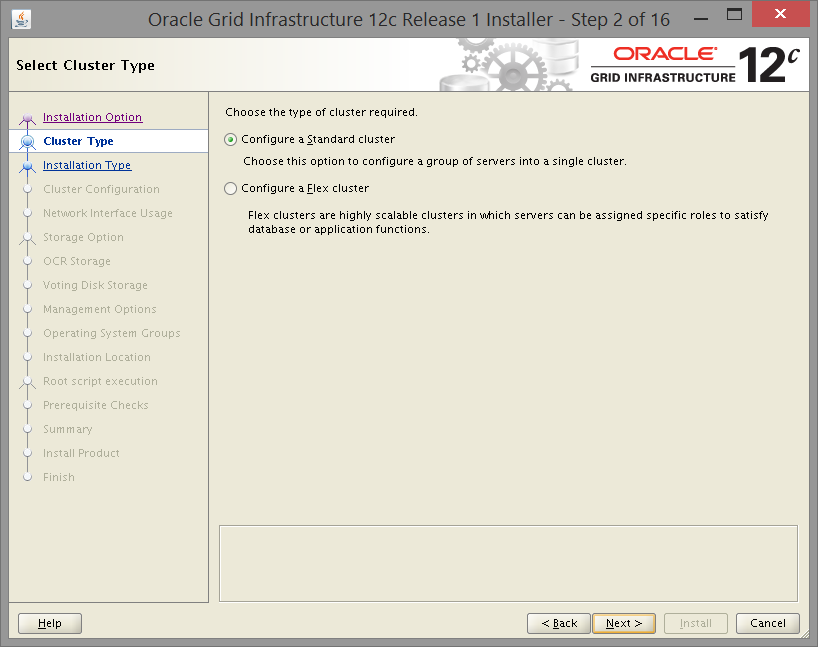 Oracle Grid Infrastructure 12c Release 1 Installer - Step 2 of 16
Select Cluster Type
ORACLE
GRID INFRASTRUCTURE 12c
Installation Option
Cluster Type
Installation Type
Cluster Configuration
Network Interface Usage
Storage Option
OCR Storage
Voting Disk Storage
Management Options
Operating System Groups
Installation Location
Root script execution
Prerequisite Checks
Summary
Install Product
Finish
Choose the type of cluster required.
Configure a Standard cluster
Choose this option to configure a group of servers into a single cluster.
Configure a Flex cluster
Flex clusters are highly scalable clusters in which servers can be assigned specific roles to satisfy
database or application functions.
Help
< Back
Next >
Install
Cancel